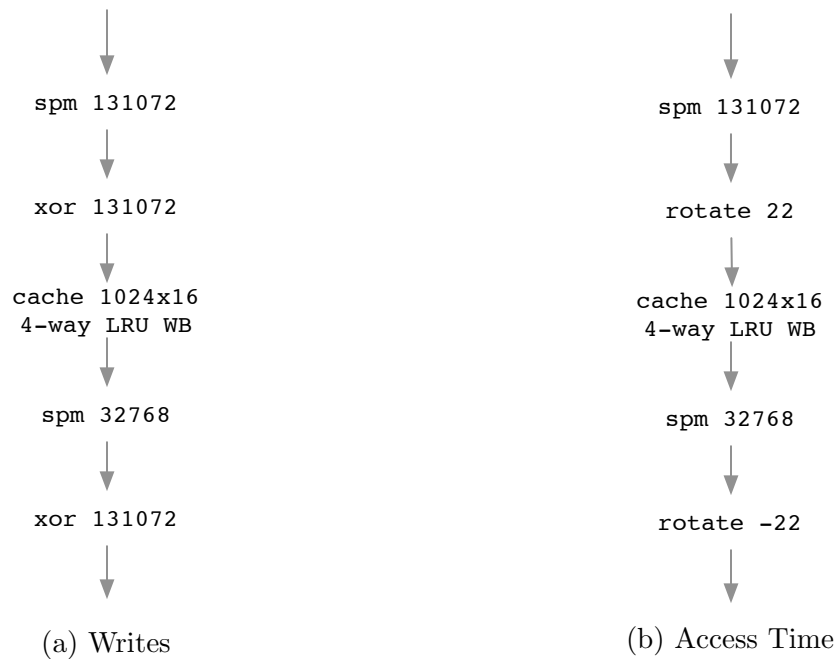 spm 131072
xor 131072
cache 1024x16
4-way LRU WB
spm 32768
xor 131072
(a) Writes
spm 131072
rotate 22
cache 1024x16
4-way LRU WB
spm 32768
rotate -22
(b) Access Time